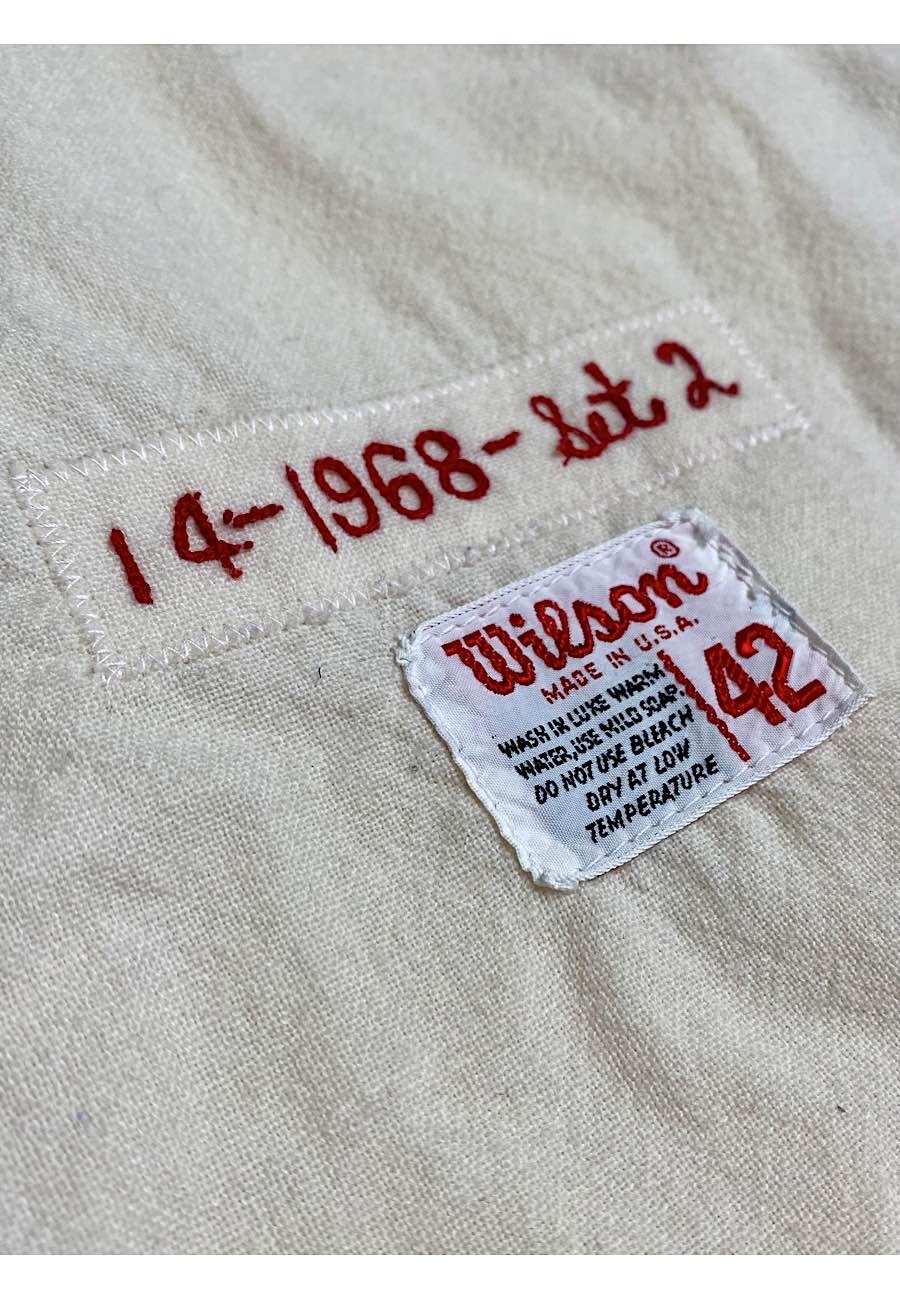 14-1968-Set 2
Wilson®
MADE IN U.S.A.
42
WASH IN LUKE WARM
WATER, USE MILD SOAP.
DO NOT USE BLEACH
DRY AT LOW
TEMPERATURE